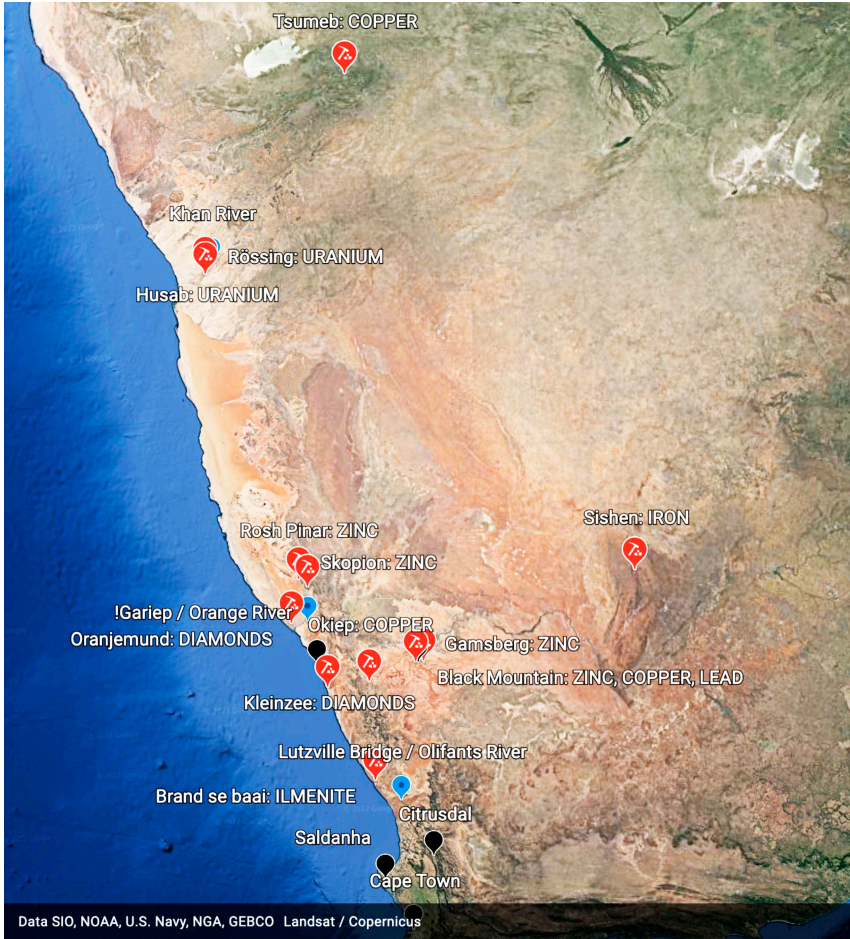 Tsumeb: COPPER
Khan River
Rössing: URANIUM
Husab: URANIUM
Sishen: IRON
Rosh Pinar: ZINC
Skopion: ZINC
!Gariep / Orange River
Okiep: COPPER
Oranjemund: DIAMONDS
Gamsberg: ZINC
Black Mountain: ZINC, COPPER, LEAD
Kleinzee: DIAMONDS
Lutzville Bridge / Olifants River
Brand se baai: ILMENITE
Citrusdal
Saldanha
Cape Town
Data SIO, NOAA, U.S. Navy, NGA, GEBCO Landsat / Copernicus